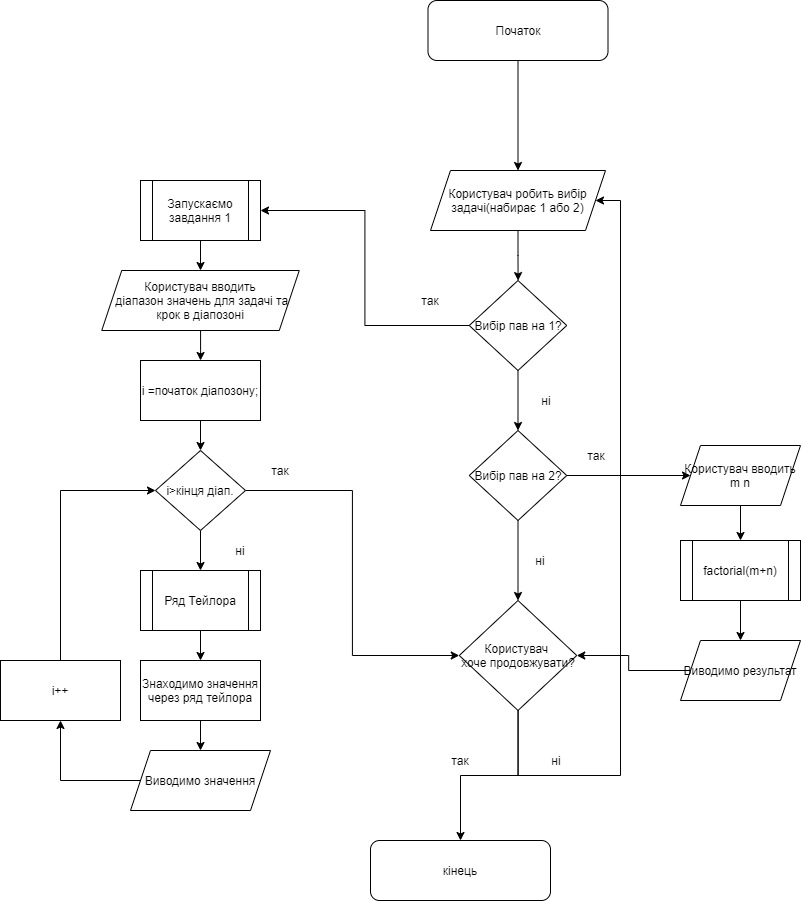 Початок
Користувач робить вибір
задачі(набирає 1 або 2)
Запускаємо
завдання 1
Користувач вводить
діапазон значень для задачі та
крок в діапозоні
так
Вибір пав на 1?
ні
і =початок діапозону;
Вибір пав на 2?
так
Користувач вводить
m n
і>кінця діап.
так
ні
ні
factorial(m+n)
Ряд Тейлора
Користувач
хоче продовжувати?
Виводимо результат
Знаходимо значення
через ряд тейлора
i++
Виводимо значення
так
ні
кінець